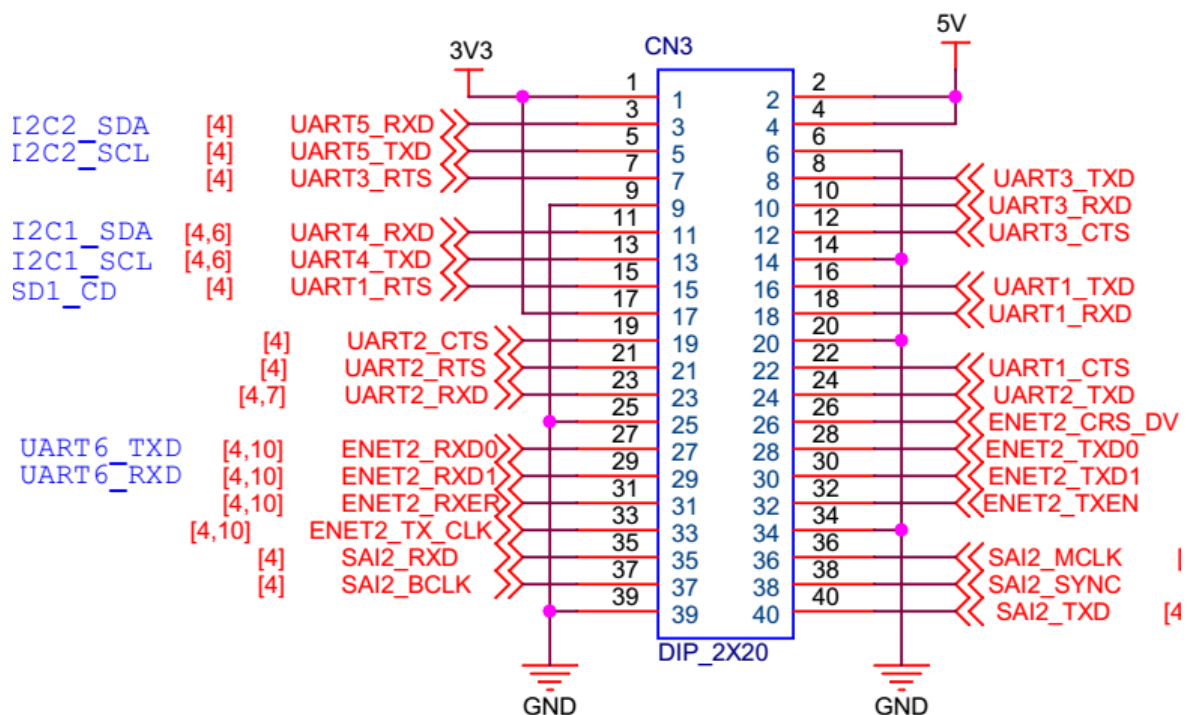 5V
3V3
CN3
1 1 2 2
3 3 4 4
I2C2_SDA [4] UART5_RXD
5 5 6 6
I2C2_SCL [4] UART5_TXD
7 7 8 8
[4] UART3_RTS UART3_TXD
9 9 10 10
UART3_RXD
11 11 12 12
I2C1_SDA [4,6] UART4_RXD UART3_CTS
13 13 14 14
I2C1_SCL [4,6] UART4_TXD
15 15 16 16
SD1_CD [4] UART1_RTS UART1_TXD
17 17 18 18
UART1_RXD
19 19 20 20
[4] UART2_CTS
21 21 22 22
[4] UART2_RTS UART1_CTS
23 23 24 24
[4,7] UART2_RXD UART2_TXD
25 25 26 26
ENET2_CRS_DV
27 27 28 28
UART6_TXD [4,10] ENET2_RXD0 ENET2_TXD0
29 29 30 30
UART6_RXD [4,10] ENET2_RXD1 ENET2_TXD1
31 31 32 32
[4,10] ENET2_RXER ENET2_TXEN
33 33 34 34
[4,10] ENET2_TX_CLK
35 35 36 36
[4] SAI2_RXD SAI2_MCLK [
37 37 38 38
[4] SAI2_BCLK SAI2_SYNC
39 39 40 40
SAI2_TXD [4
DIP_2X20
GND GND